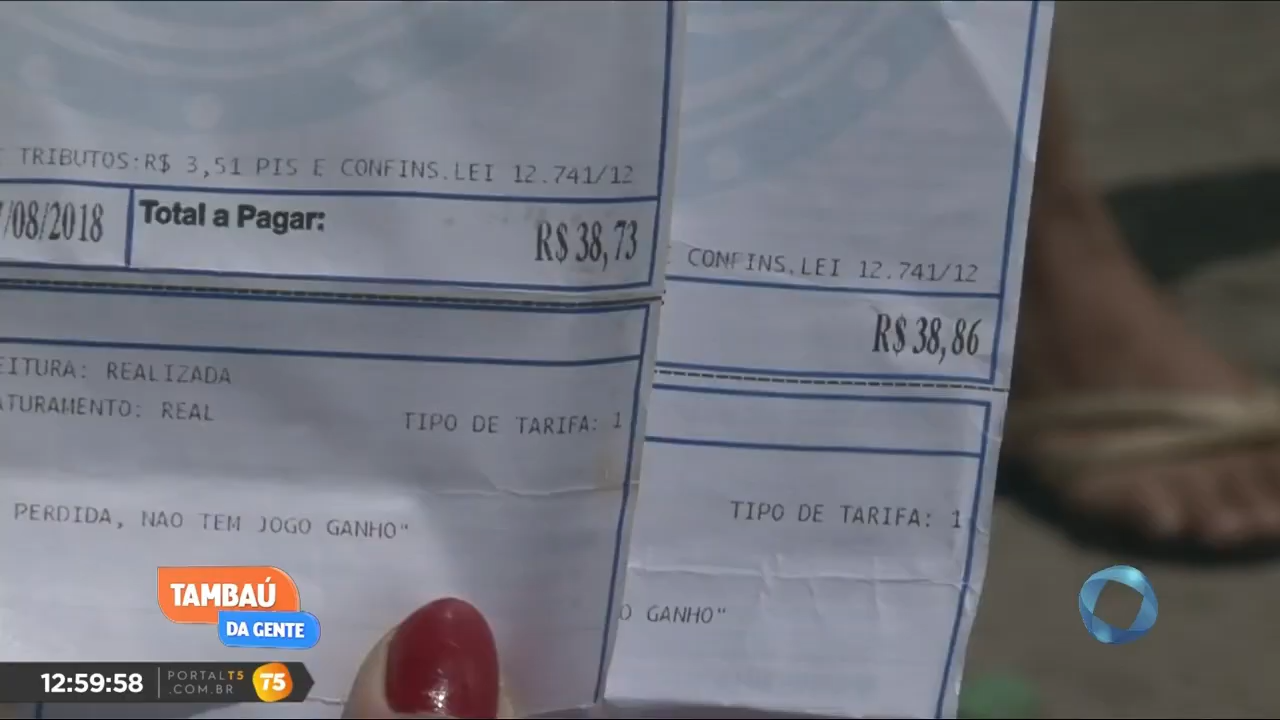 TRIBUTOS:R$ 3,51 PIS E CONFINS.LEI 12.741/12
/08/2018
Total a Pagar:
R$ 38,73
CONFINS.LEI 12.741/12
R$ 38,86
EITURA: REALIZADA
ATURAMENTO: REAL
TIPO DE TARIFA: 1
TIPO DE TARIFA: 1
PERDIDA, NAO TEM JOGO GANHO"
O GANHO"
TAMBAÚ
DA GENTE
12:59:58
PORTALT5
.COM.BR
T5